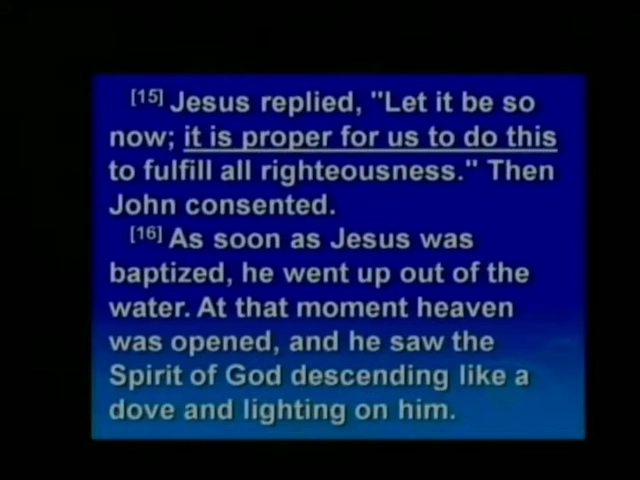 [15] Jesus replied, "Let it be so
now; it is proper for us to do this
to fulfill all righteousness." Then
John consented.
[16] As soon as Jesus was
baptized, he went up out of the
water. At that moment heaven
was opened, and he saw the
Spirit of God descending like a
dove and lighting on him.